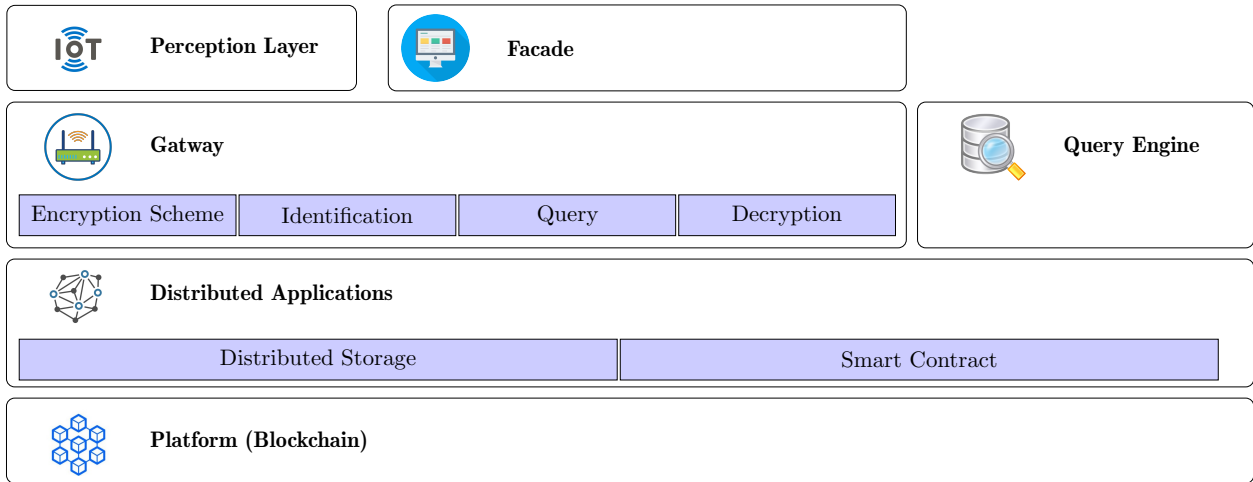 IoT
Perception Layer
Facade
Gatway
Query Engine
Encryption Scheme
Identification
Query
Decryption
Distributed Applications
Distributed Storage
Smart Contract
Platform (Blockchain)